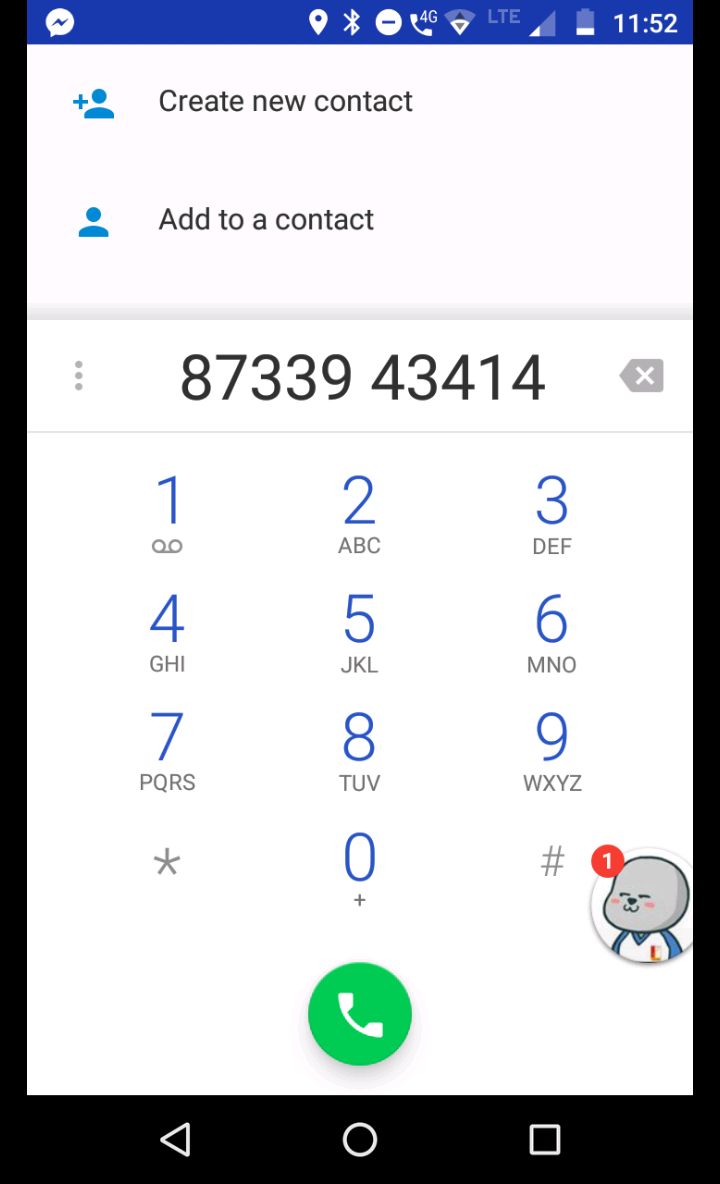 4G LTE 11:52
Create new contact
Add to a contact
87339 43414
1 2 3
ABC DEF
4 5 6
GHI JKL MNO
7 8 9
PQRS TUV WXYZ
* 0 #
+
1